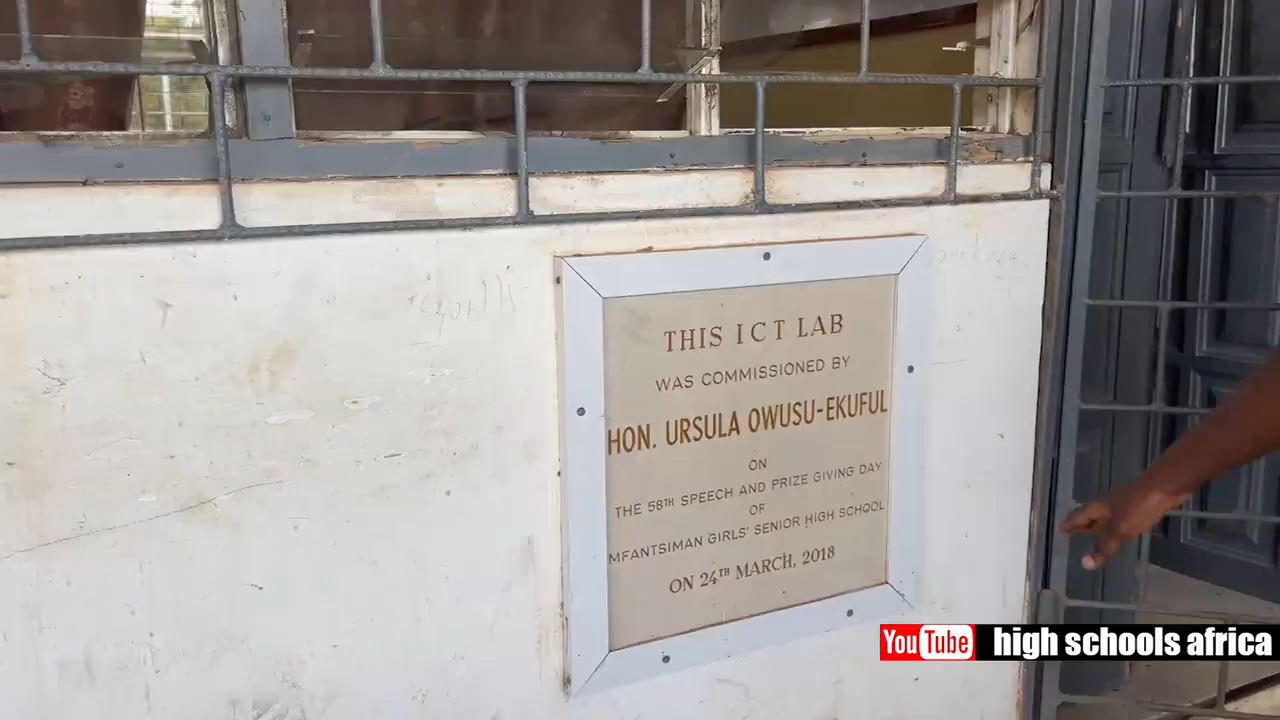 THIS ICT LAB
WAS COMMISSIONED BY
HON. URSULA OWUSU-EKUFUL
ON
THE 58TH SPEECH AND PRIZE GIVING DAY
OF
MFANTSIMAN GIRLS' SENIOR HIGH SCHOOL
ON 24TH MARCH, 2018
YouTube high schools africa